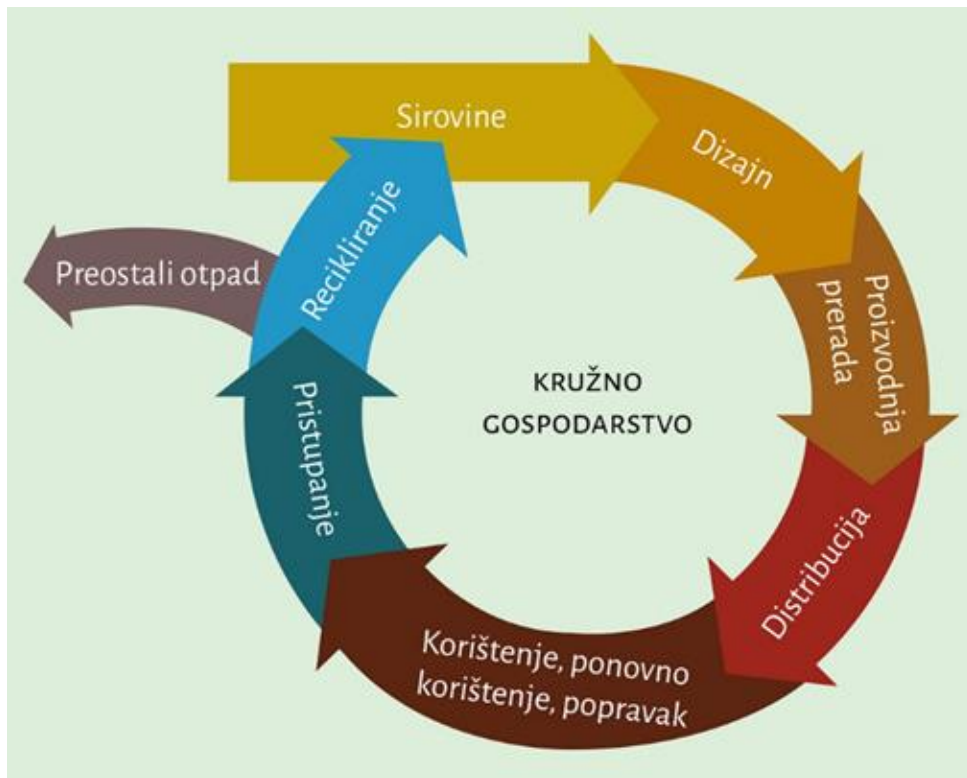 Sirovine
Dizajn
Proizvodnja
prerada
Distribucija
Korištenje, ponovno
korištenje, popravak
Pristupanje
Recikliranje
Preostali otpad
KRUŽNO
GOSPODARSTVO